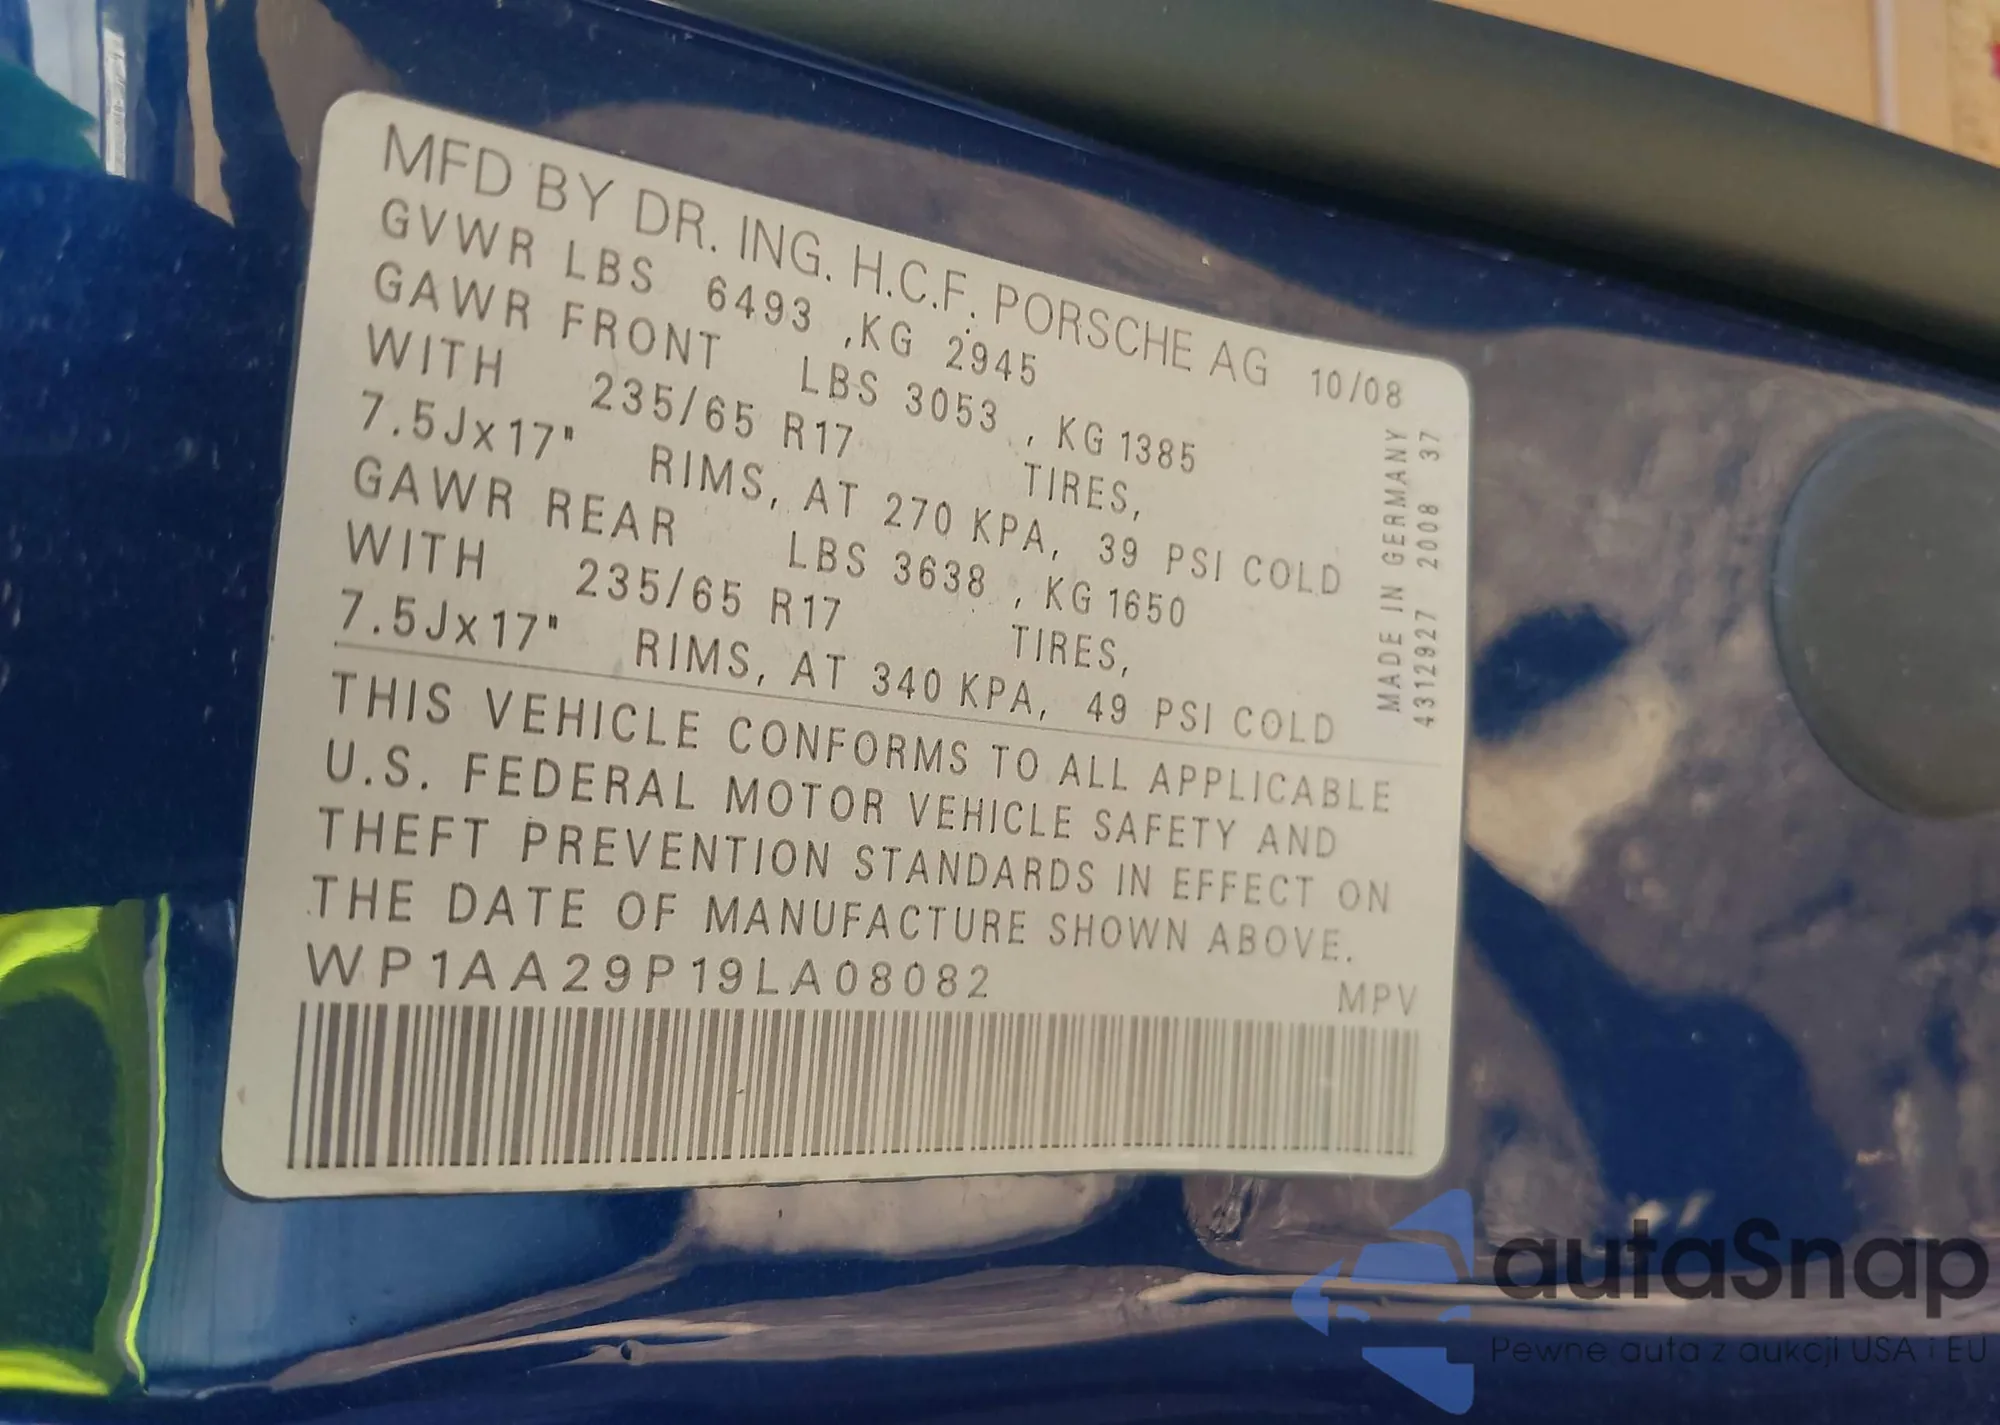 MFD BY DR. ING. H.C.F. PORSCHE AG 10/08
GVWR LBS 6493 ,KG 2945
GAWR FRONT LBS 3053 , KG 1385
WITH 235/65 R17 TIRES,
7.5Jx17" RIMS, AT 270 KPA, 39 PSI COLD
GAWR REAR LBS 3638 , KG 1650
WITH 235/65 R17 TIRES,
7.5Jx17" RIMS, AT 340 KPA, 49 PSI COLD
MADE IN GERMANY
4312927 2008 37
THIS VEHICLE CONFORMS TO ALL APPLICABLE
U.S. FEDERAL MOTOR VEHICLE SAFETY AND
THEFT PREVENTION STANDARDS IN EFFECT ON
THE DATE OF MANUFACTURE SHOWN ABOVE.
WP1AA29P19LA08082 MPV
autaSnap
Pewne auta z aukcji USA i EU